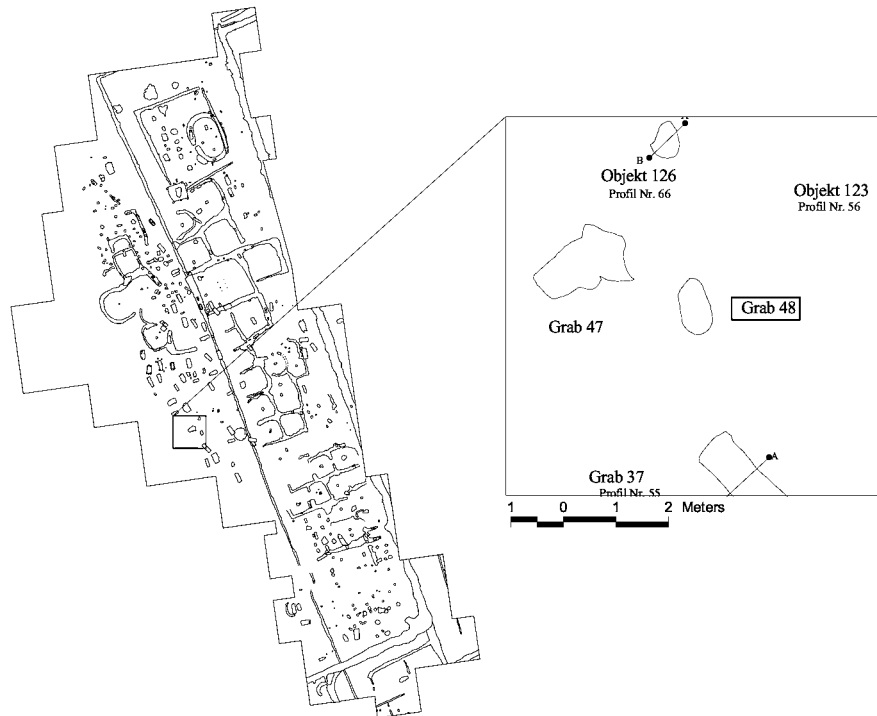 B
Objekt 126
Profil Nr. 66
Objekt 123
Profil Nr. 56
Grab 48
Grab 47
A
Grab 37
Profil Nr. 55
1 0 2 Meters